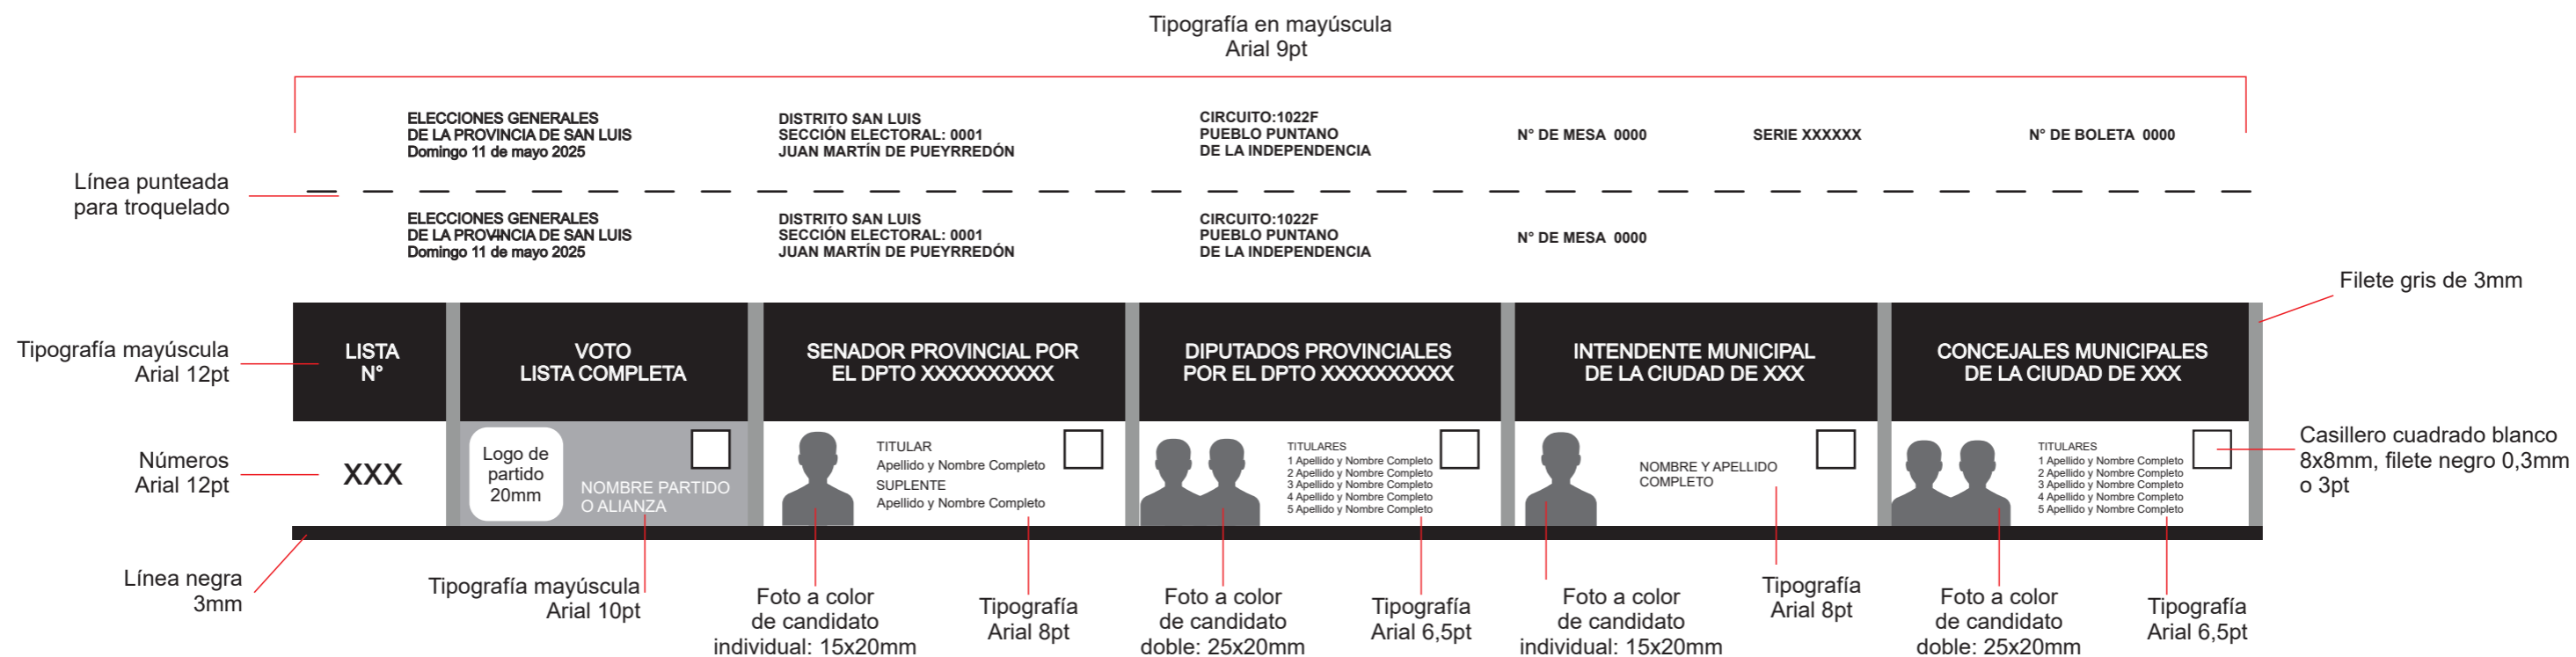 Tipografía en mayúscula
Arial 9pt
ELECCIONES GENERALES
DE LA PROVINCIA DE SAN LUIS
Domingo 11 de mayo 2025
DISTRITO SAN LUIS
SECCIÓN ELECTORAL: 0001
JUAN MARTÍN DE PUEYRREDÓN
CIRCUITO:1022F
PUEBLO PUNTANO
DE LA INDEPENDENCIA
N° DE MESA 0000
SERIE XXXXXX
N° DE BOLETA 0000
Línea punteada
para troquelado
ELECCIONES GENERALES
DE LA PROVINCIA DE SAN LUIS
Domingo 11 de mayo 2025
DISTRITO SAN LUIS
SECCIÓN ELECTORAL: 0001
JUAN MARTÍN DE PUEYRREDÓN
CIRCUITO:1022F
PUEBLO PUNTANO
DE LA INDEPENDENCIA
N° DE MESA 0000
Filete gris de 3mm
Tipografía mayúscula
Arial 12pt
LISTA
N°
VOTO
LISTA COMPLETA
SENADOR PROVINCIAL POR
EL DPTO XXXXXXXXXX
DIPUTADOS PROVINCIALES
POR EL DPTO XXXXXXXXXX
INTENDENTE MUNICIPAL
DE LA CIUDAD DE XXX
CONCEJALES MUNICIPALES
DE LA CIUDAD DE XXX
Números
Arial 12pt
XXX
Logo de
partido
20mm
NOMBRE PARTIDO
O ALIANZA
TITULAR
Apellido y Nombre Completo
SUPLENTE
Apellido y Nombre Completo
TITULARES
1 Apellido y Nombre Completo
2 Apellido y Nombre Completo
3 Apellido y Nombre Completo
4 Apellido y Nombre Completo
5 Apellido y Nombre Completo
NOMBRE Y APELLIDO
COMPLETO
TITULARES
1 Apellido y Nombre Completo
2 Apellido y Nombre Completo
3 Apellido y Nombre Completo
4 Apellido y Nombre Completo
5 Apellido y Nombre Completo
Casillero cuadrado blanco
8x8mm, filete negro 0,3mm
o 3pt
Línea negra
3mm
Tipografía mayúscula
Arial 10pt
Foto a color
de candidato
individual: 15x20mm
Tipografía
Arial 8pt
Foto a color
de candidato
doble: 25x20mm
Tipografía
Arial 6,5pt
Foto a color
de candidato
individual: 15x20mm
Tipografía
Arial 8pt
Foto a color
de candidato
doble: 25x20mm
Tipografía
Arial 6,5pt